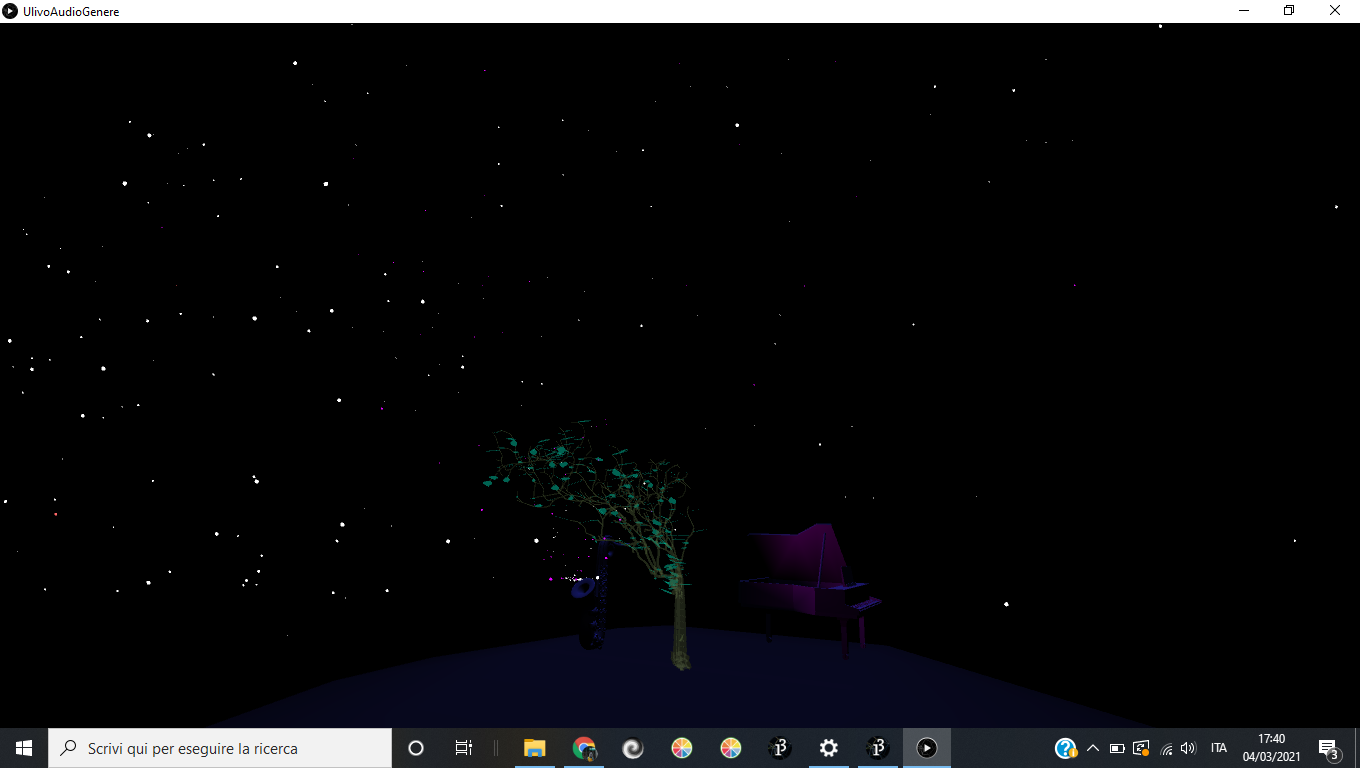 UlivoAudioGenere
Scrivi qui per eseguire la ricerca
ITA
17:40
04/03/2021
3